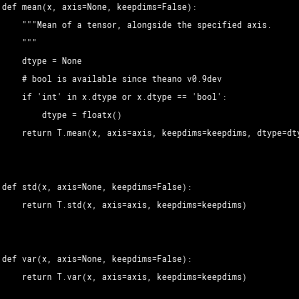 def mean(x, axis=None, keepdims=False):
    """Mean of a tensor, alongside the specified axis.
    """
    dtype = None
    # bool is available since theano v0.9dev
    if 'int' in x.dtype or x.dtype == 'bool':
        dtype = floatx()
    return T.mean(x, axis=axis, keepdims=keepdims, dtype=dty
def std(x, axis=None, keepdims=False):
    return T.std(x, axis=axis, keepdims=keepdims)
def var(x, axis=None, keepdims=False):
    return T.var(x, axis=axis, keepdims=keepdims)